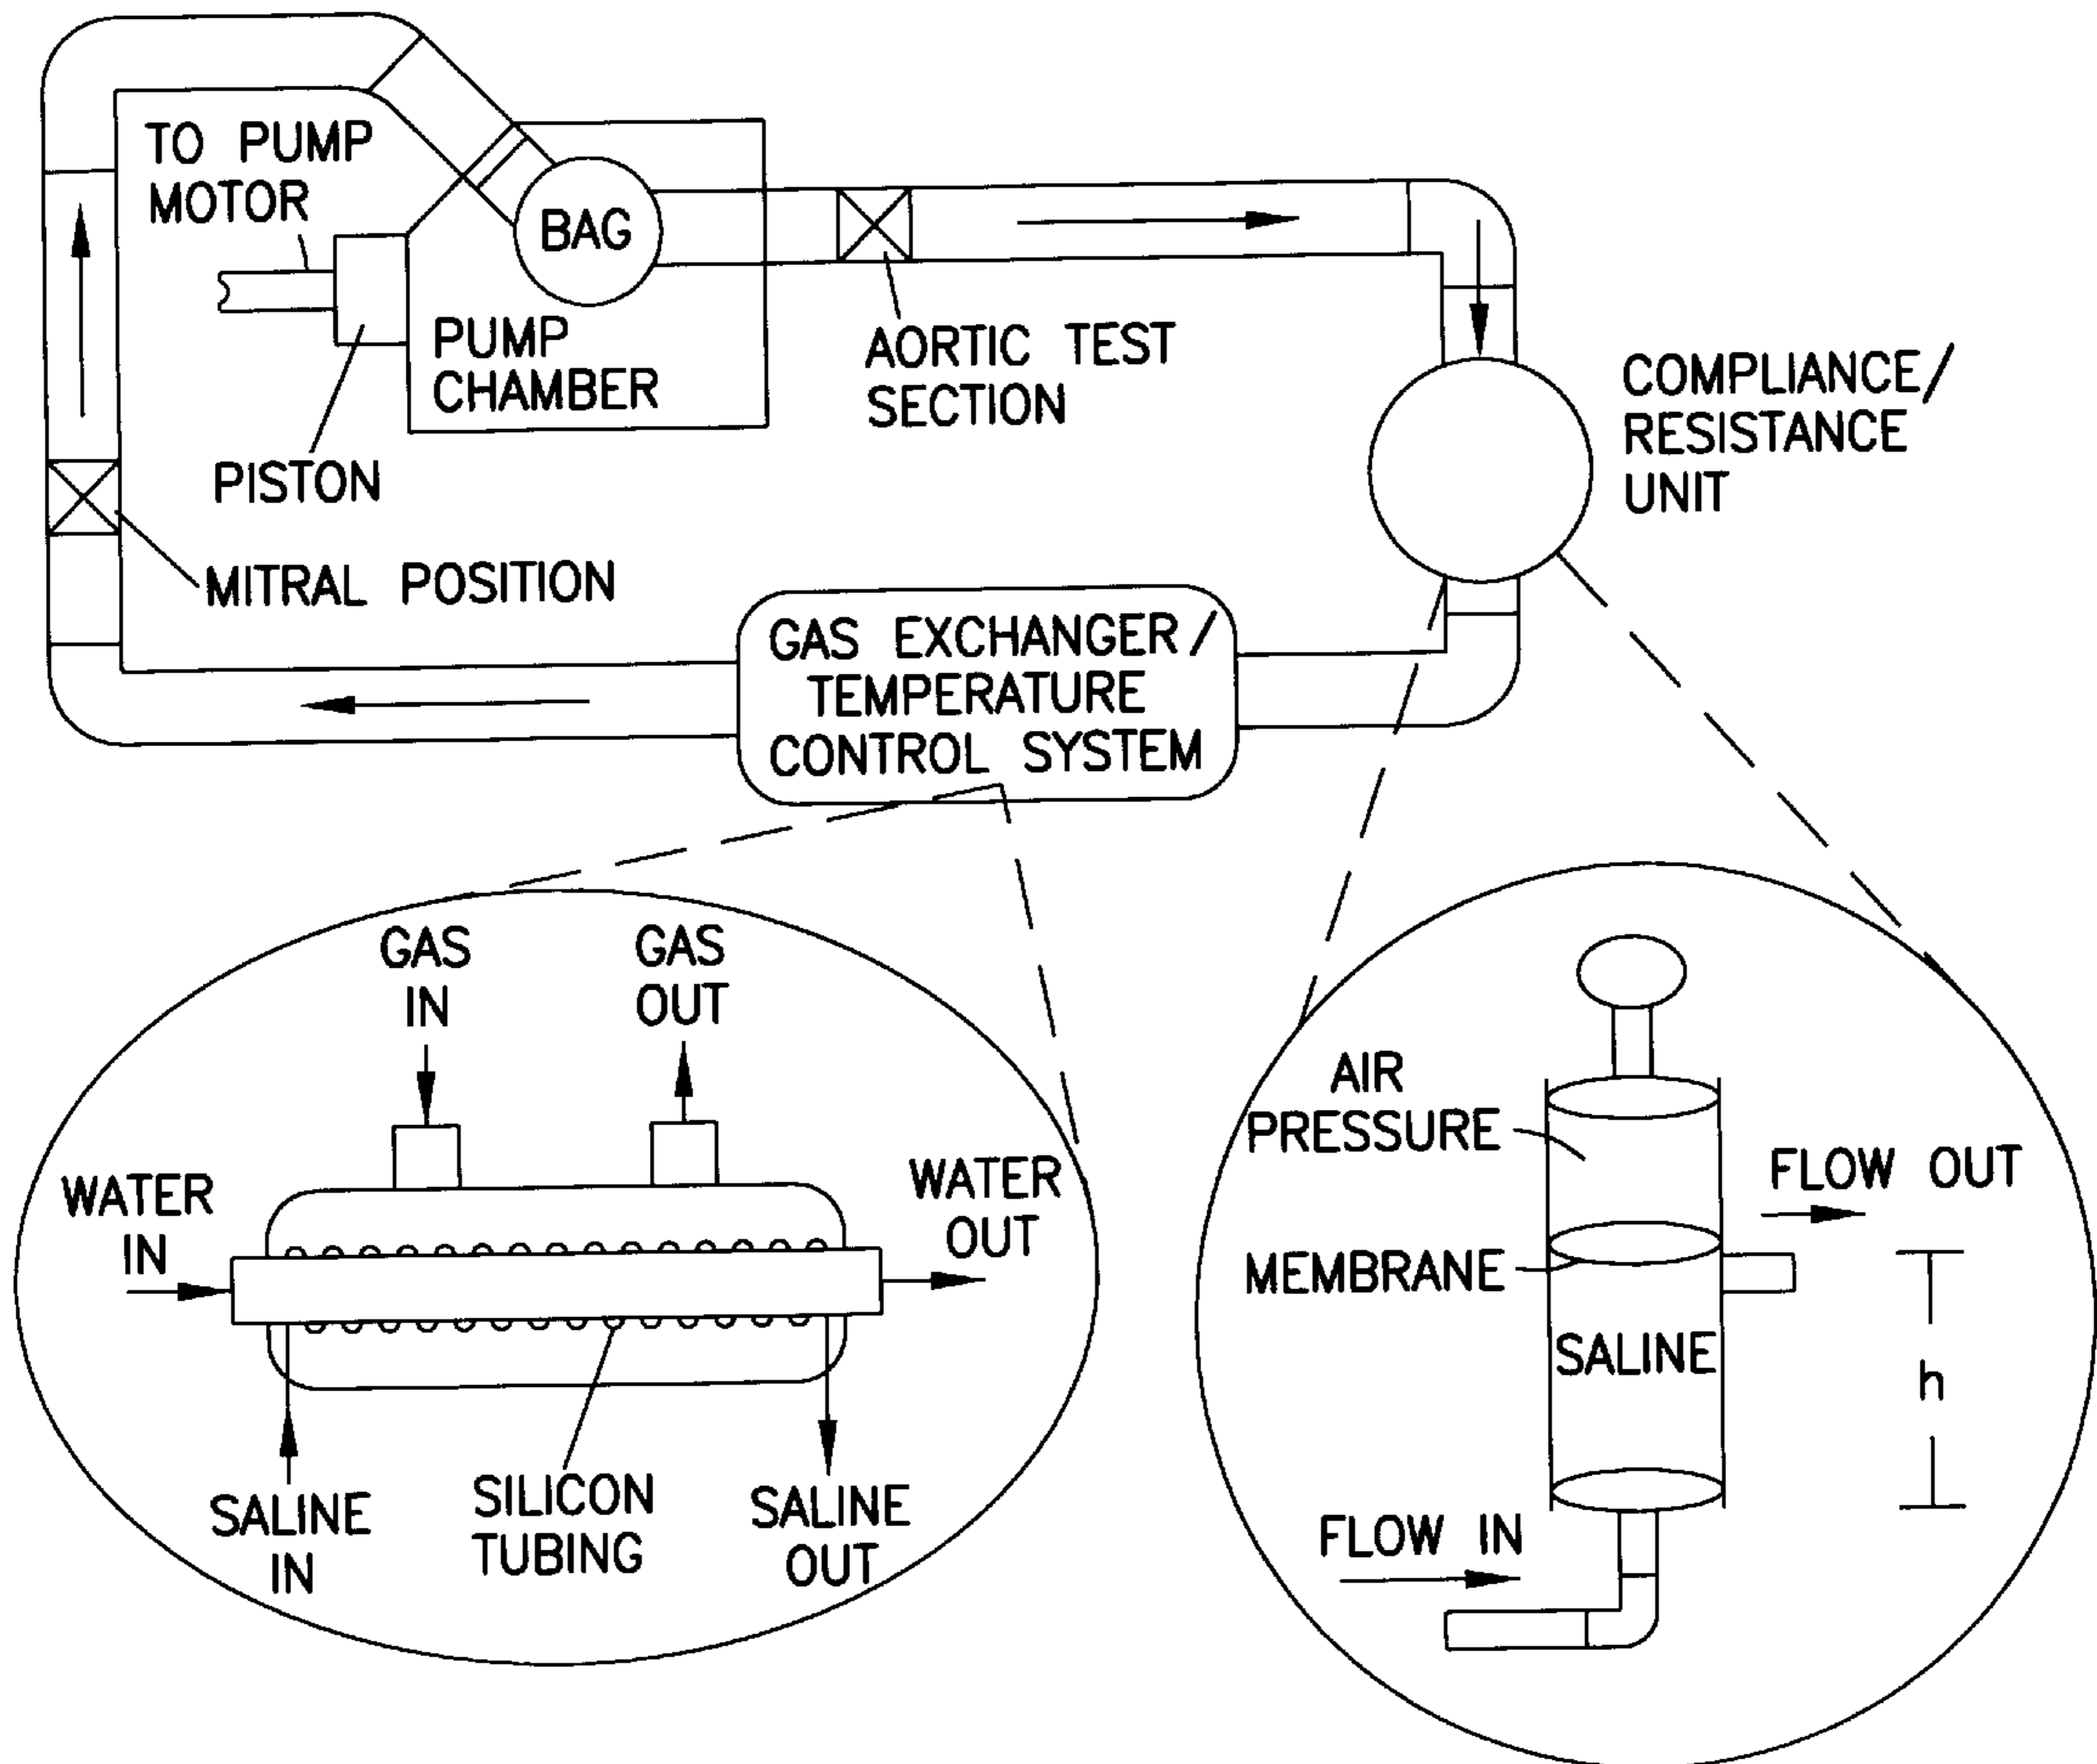 TO PUMP
MOTOR
BAG
PUMP
CHAMBER
PISTON
AORTIC TEST
SECTION
COMPLIANCE/
RESISTANCE
UNIT
MITRAL POSITION
GAS EXCHANGER/
TEMPERATURE
CONTROL SYSTEM
GAS
IN
GAS
OUT
WATER
IN
WATER
OUT
SALINE
IN
SILICON
TUBING
SALINE
OUT
AIR
PRESSURE
FLOW OUT
MEMBRANE
SALINE
h
FLOW IN